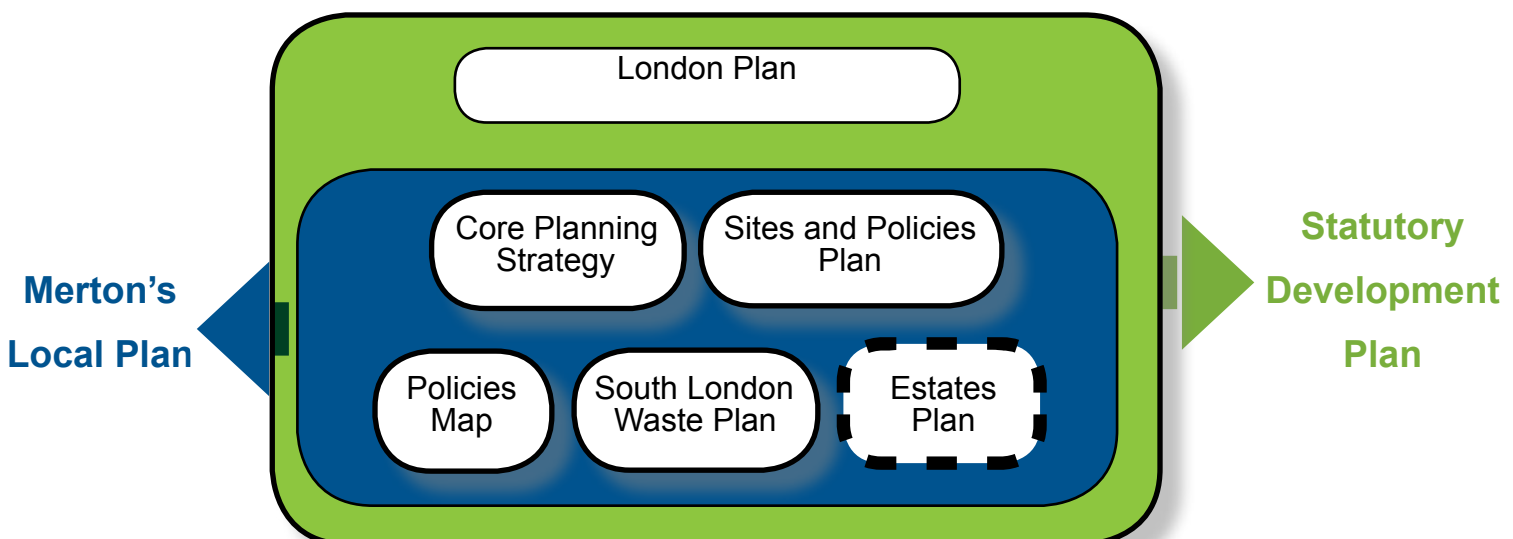 London Plan
Core Planning
Strategy
Sites and Policies
Plan
Merton’s
Local Plan
Statutory
Development
Plan
Policies
Map
South London
Waste Plan
Estates
Plan